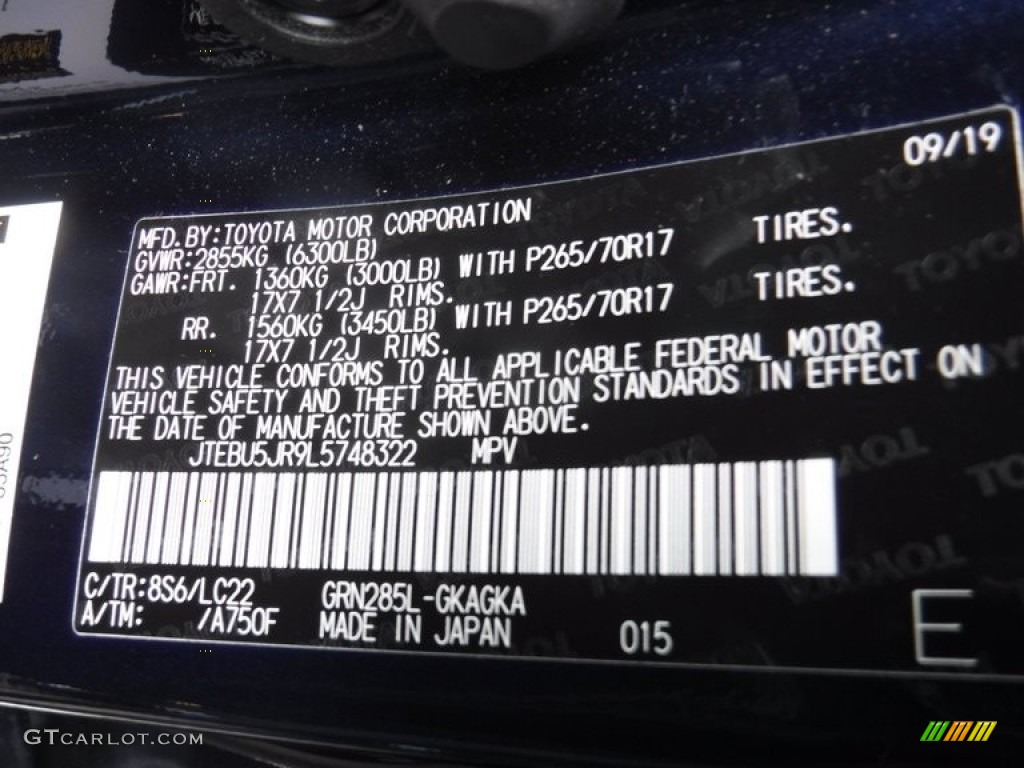 09/19
MFD.BY:TOYOTA MOTOR CORPORATION
GVWR:2855KG (6300LB)
GAWR:FRT. 1360KG (3000LB) WITH P265/70R17 TIRES.
17X7 1/2J RIMS.
RR. 1560KG (3450LB) WITH P265/70R17 TIRES.
17X7 1/2J RIMS.
THIS VEHICLE CONFORMS TO ALL APPLICABLE FEDERAL MOTOR
VEHICLE SAFETY AND THEFT PREVENTION STANDARDS IN EFFECT ON
THE DATE OF MANUFACTURE SHOWN ABOVE.
JTEBU5JR9L5748322 MPV
C/TR:8S6/LC22 GRN285L-GKAGKA
A/TM: /A750F MADE IN JAPAN 015 E
GTCARLOT.COM